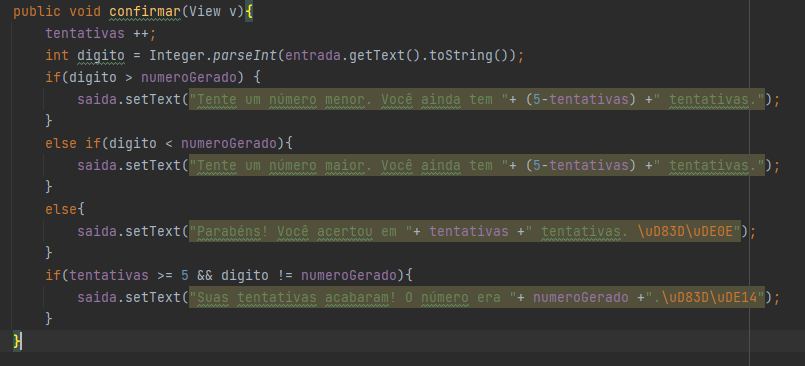 public void confirmar(View v){
tentativas ++;
int digito = Integer.parseInt(entrada.getText().toString());
if(digito > numeroGerado) {
saida.setText("Tente um número menor. Você ainda tem "+ (5-tentativas) +" tentativas.");
}
else if(digito < numeroGerado){
saida.setText("Tente um número maior. Você ainda tem "+ (5-tentativas) +" tentativas.");
}
else{
saida.setText("Parabéns! Você acertou em "+ tentativas +" tentativas. \uD83D\uDE0E");
}
if(tentativas >= 5 && digito != numeroGerado){
saida.setText("Suas tentativas acabaram! O número era "+ numeroGerado +".\uD83D\uDE14");
}
}